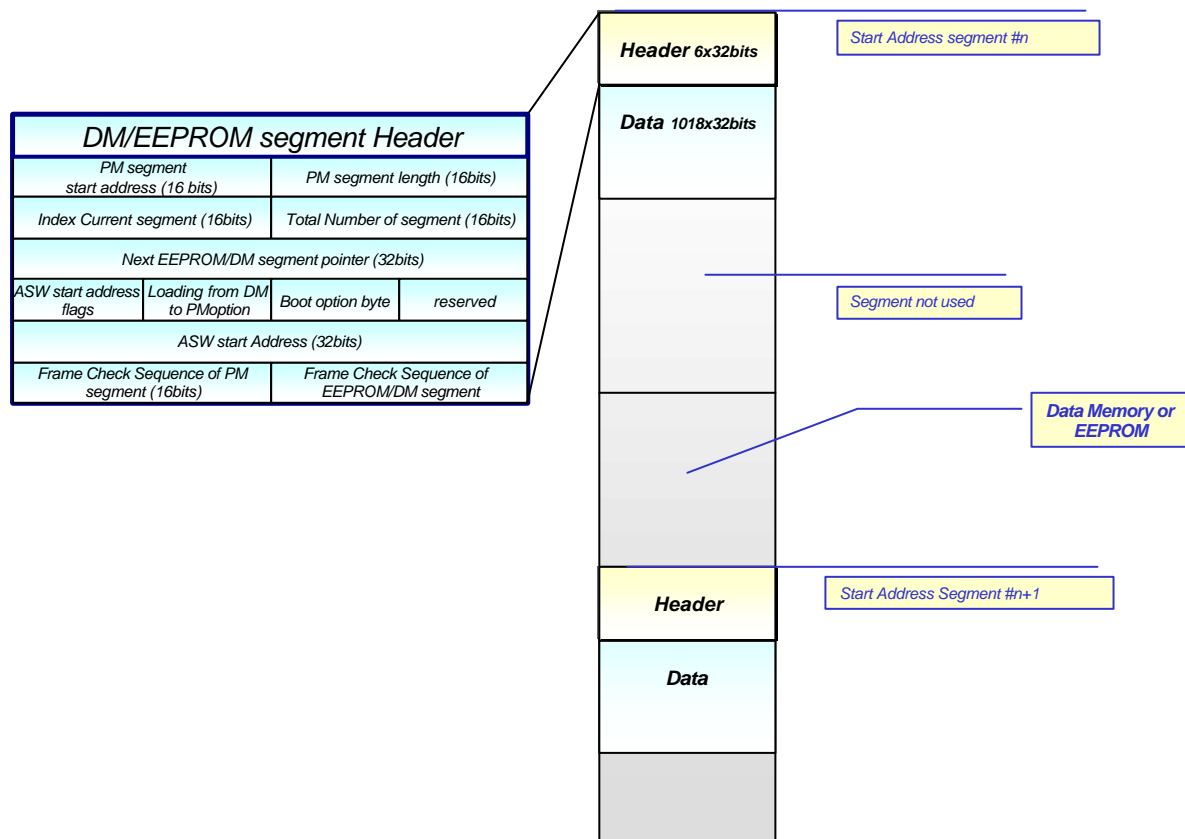 Start Address segment #n
Header 6x32bits
Data 1018x32bits
DM/EEPROM segment Header
PM segment
start address (16 bits)
PM segment length (16bits)
Index Current segment (16bits)
Total Number of segment (16bits)
Next EEPROM/DM segment pointer (32bits)
ASW start address
flags
Loading from DM
to PMoption
Boot option byte
reserved
ASW start Address (32bits)
Frame Check Sequence of PM
segment (16bits)
Frame Check Sequence of
EEPROM/DM segment
Segment not used
Data Memory or
EEPROM
Header
Start Address Segment #n+1
Data